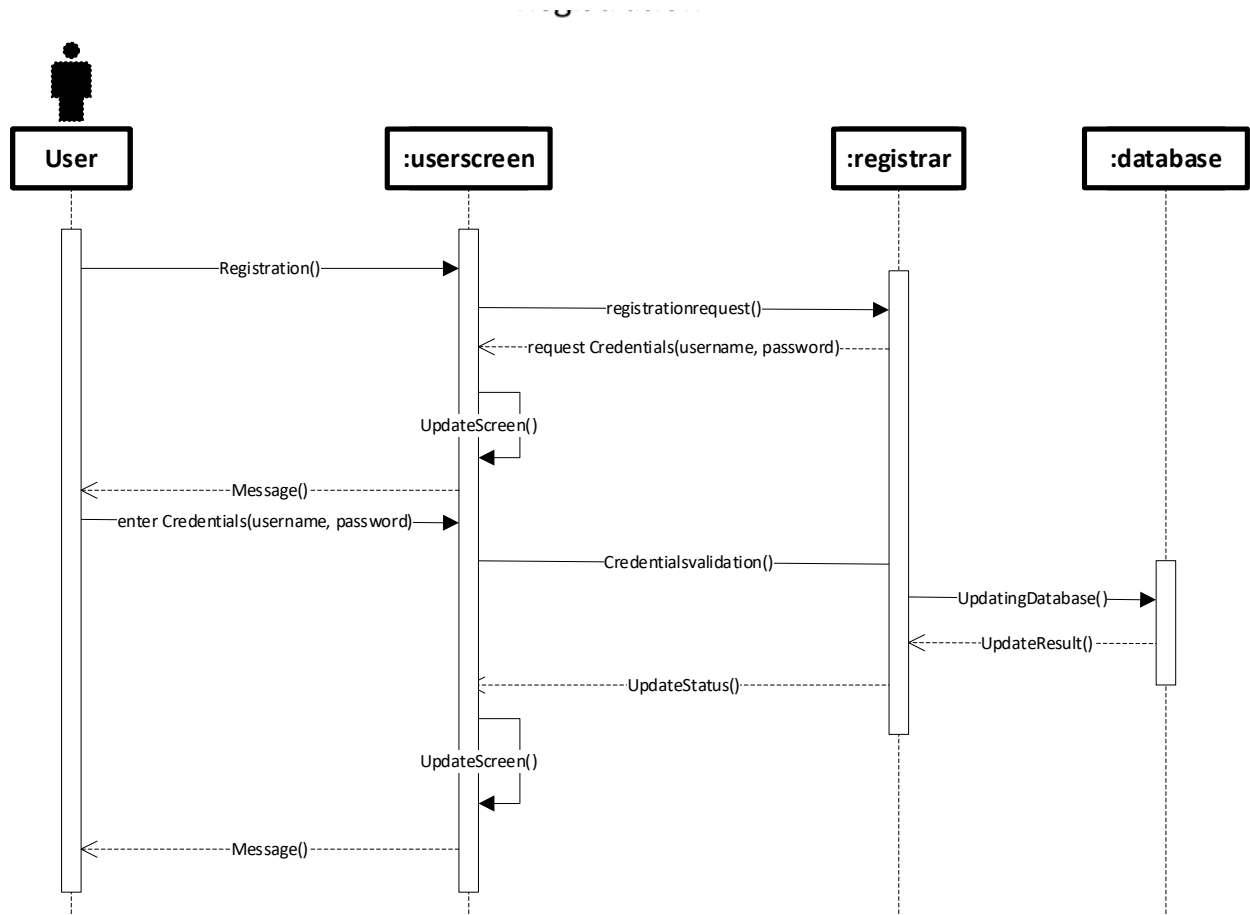 User
:userscreen
:registrar
:database
Registration()
registrationrequest()
request Credentials(username, password)
UpdateScreen()
Message()
enter Credentials(username, password)
Credentialsvalidation()
UpdatingDatabase()
UpdateResult()
UpdateStatus()
UpdateScreen()
Message()